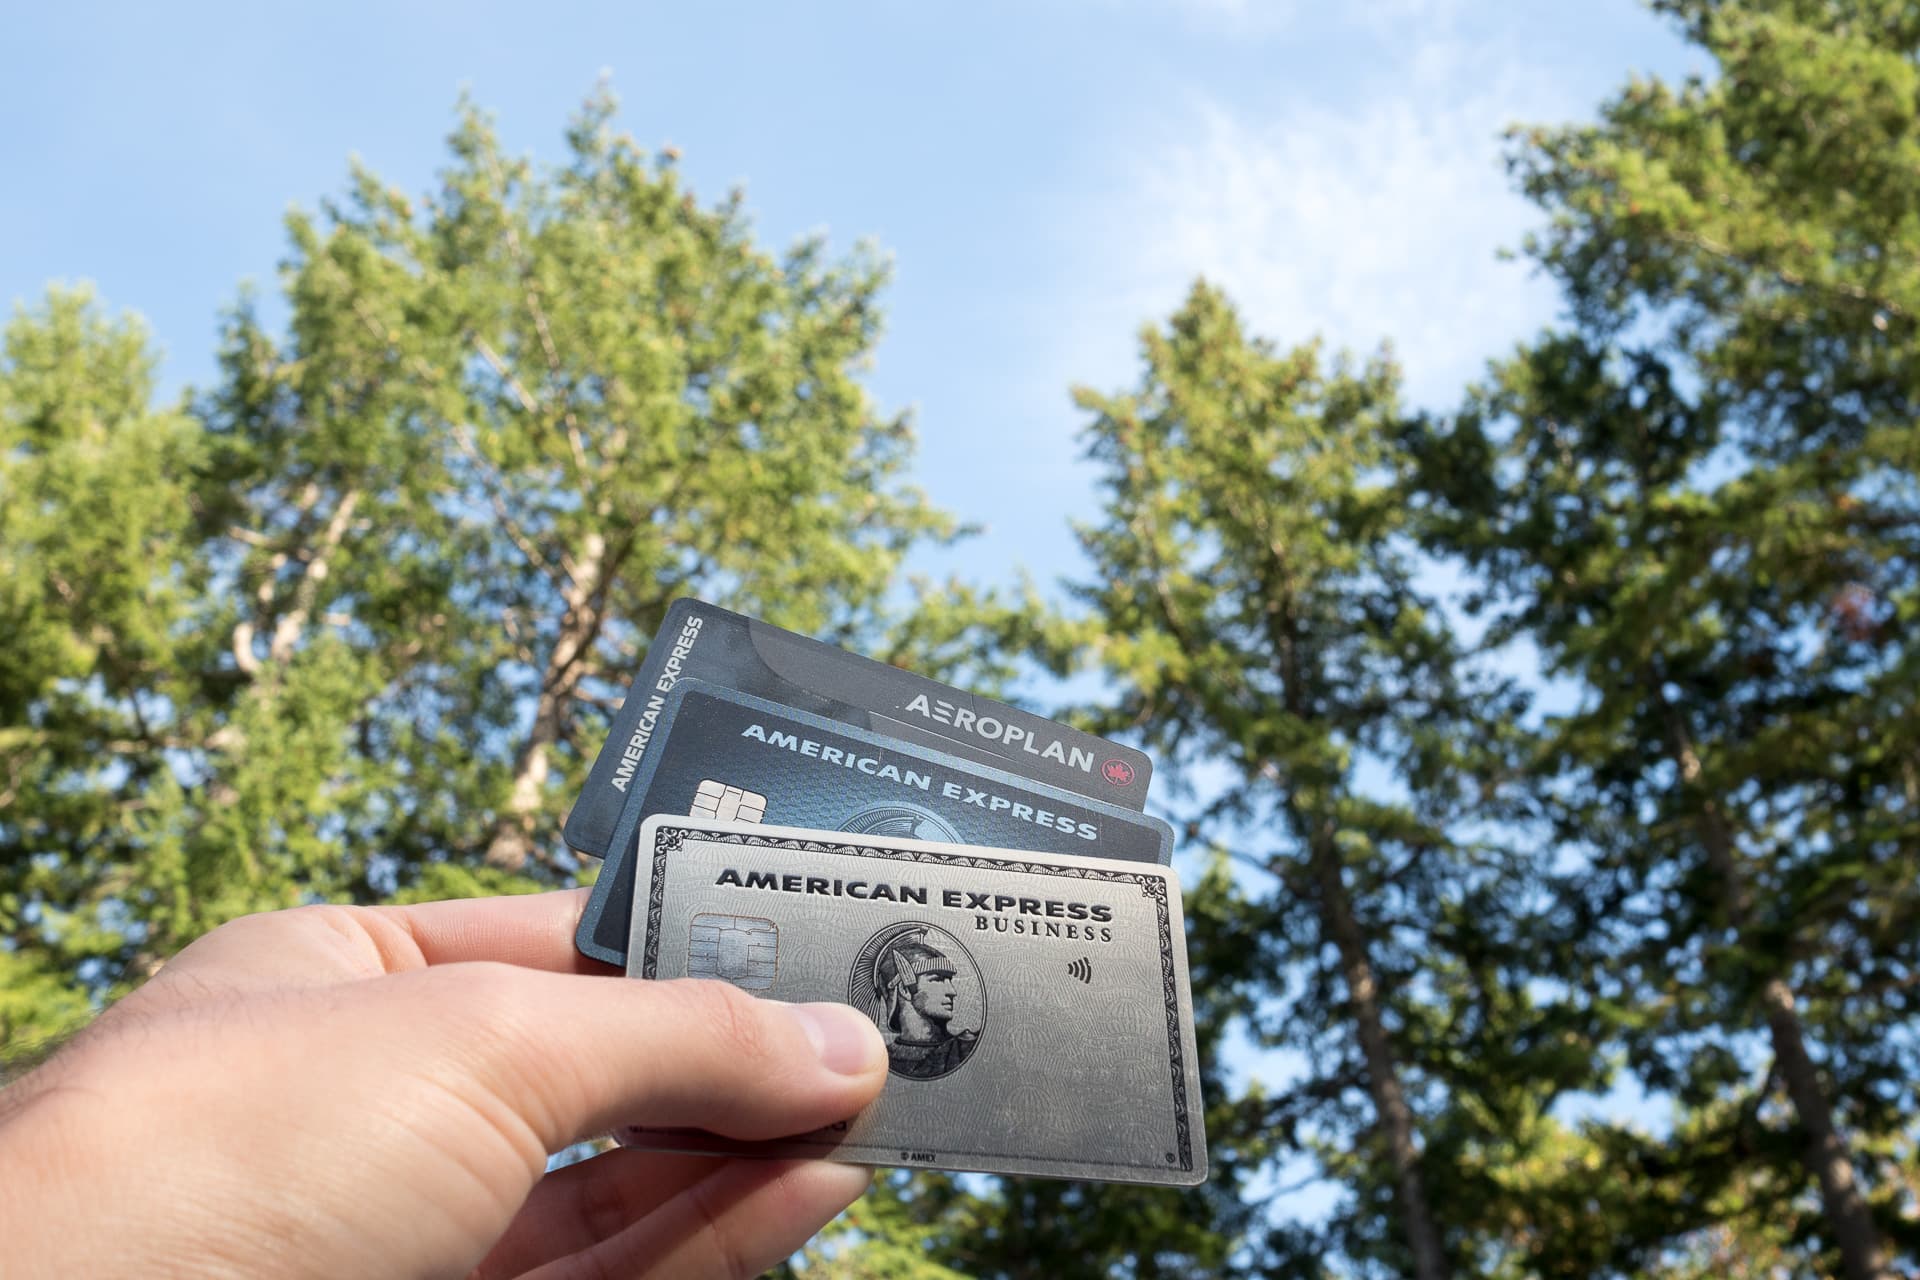 AMERICAN EXPRESS
AEROPLAN
AMERICAN EXPRESS
AMERICAN EXPRESS
BUSINESS
© AMEX
®